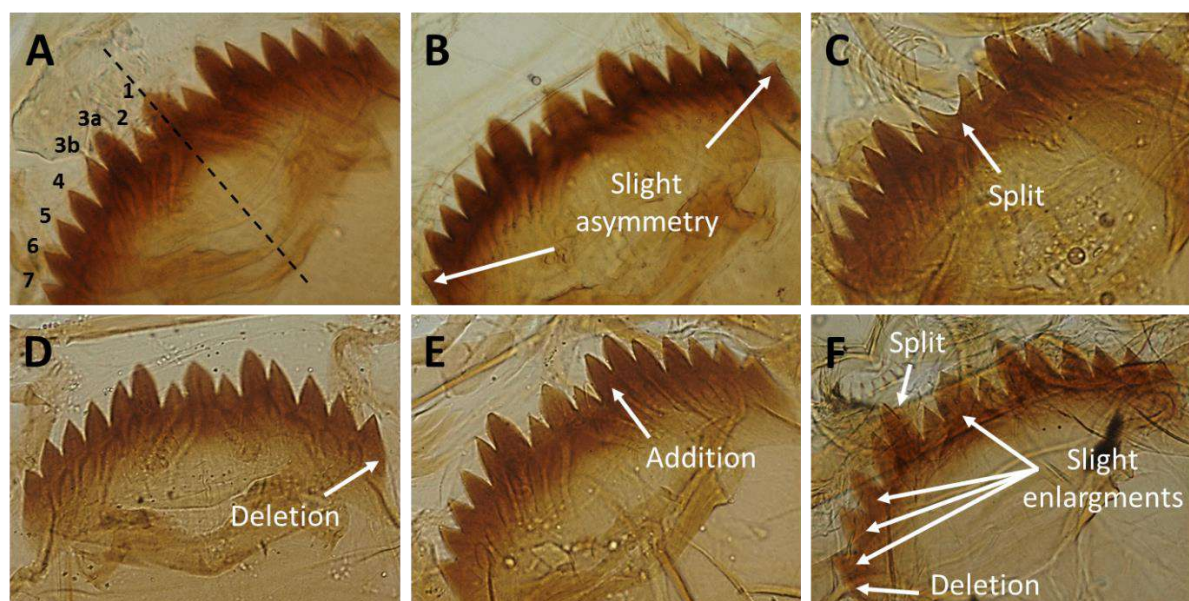 A
1
2
3a
3b
4
5
6
7
B
Slight
asymmetry
C
Split
D
Deletion
E
Addition
F
Split
Slight
enlargments
Deletion